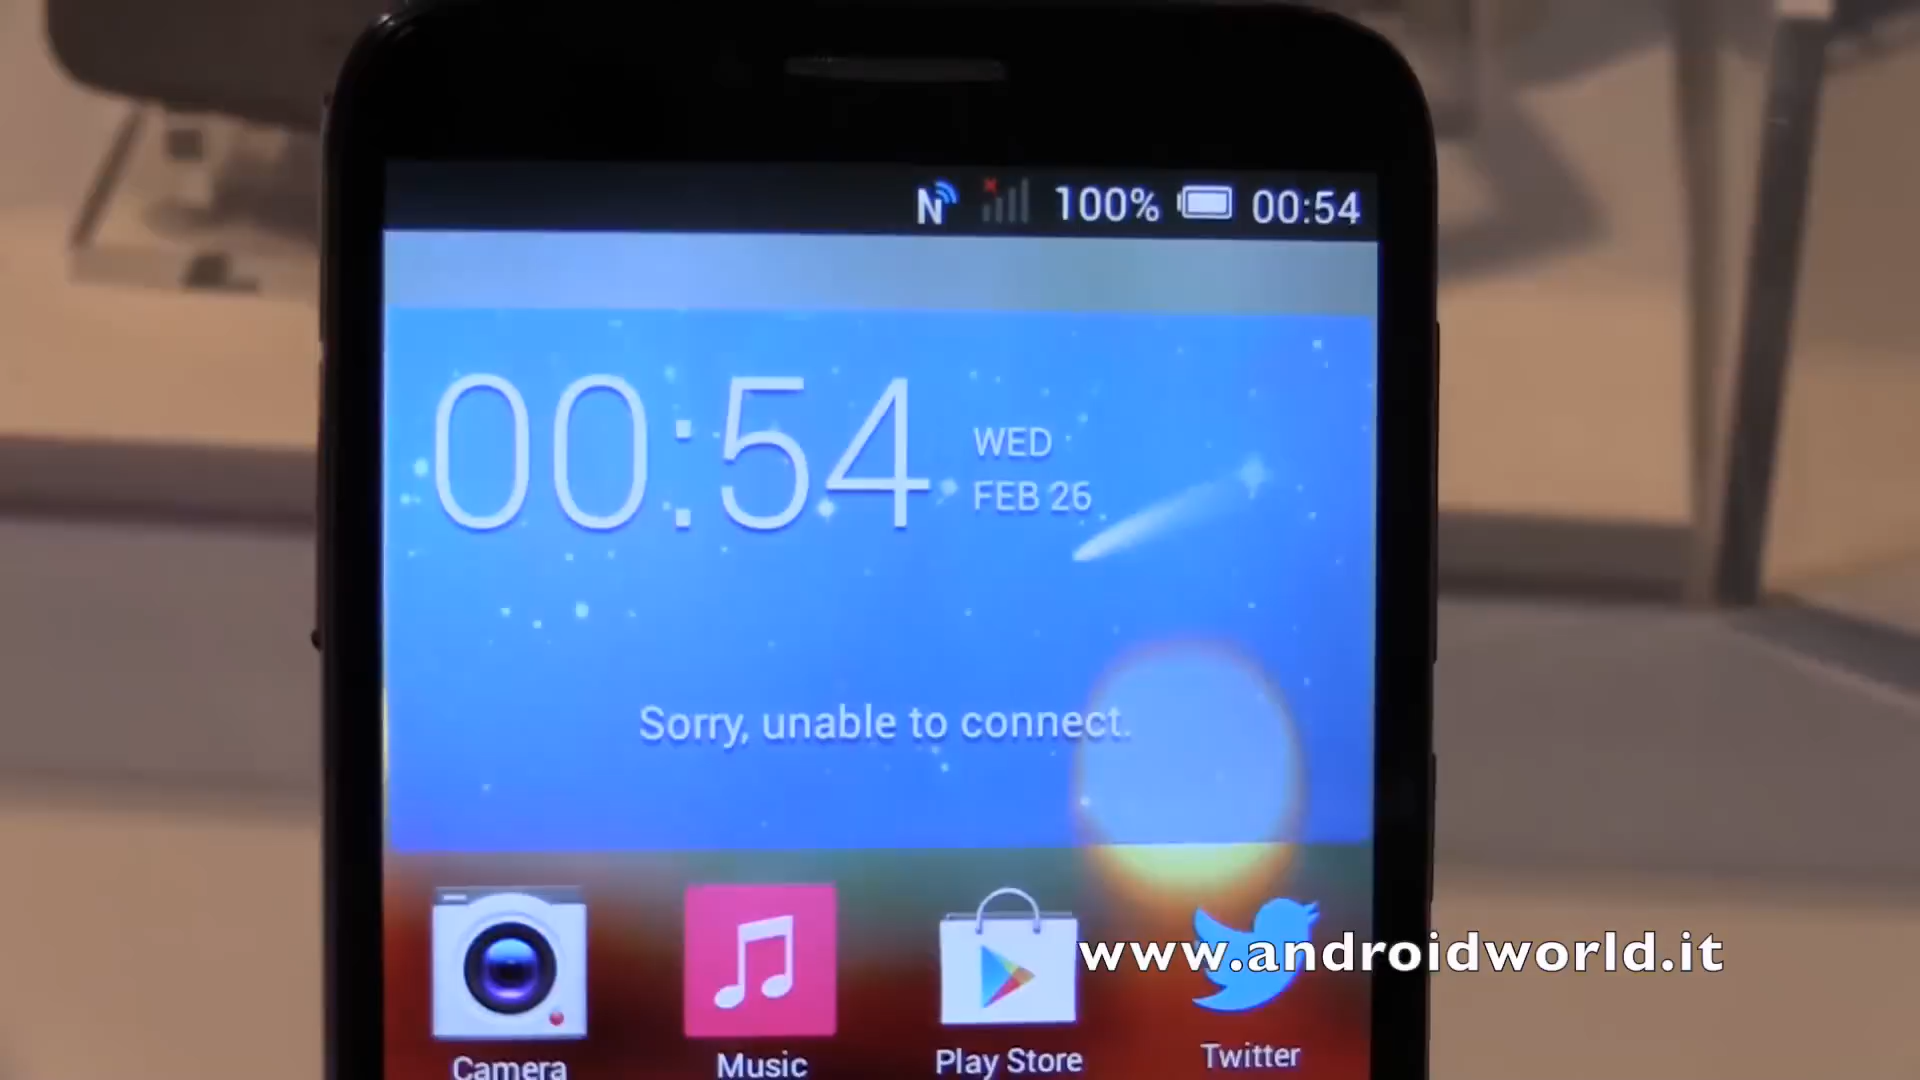 100% 00:54
00:54
WED
FEB 26
Sorry, unable to connect.
www.androidworld.it
Camera
Music
Play Store
Twitter